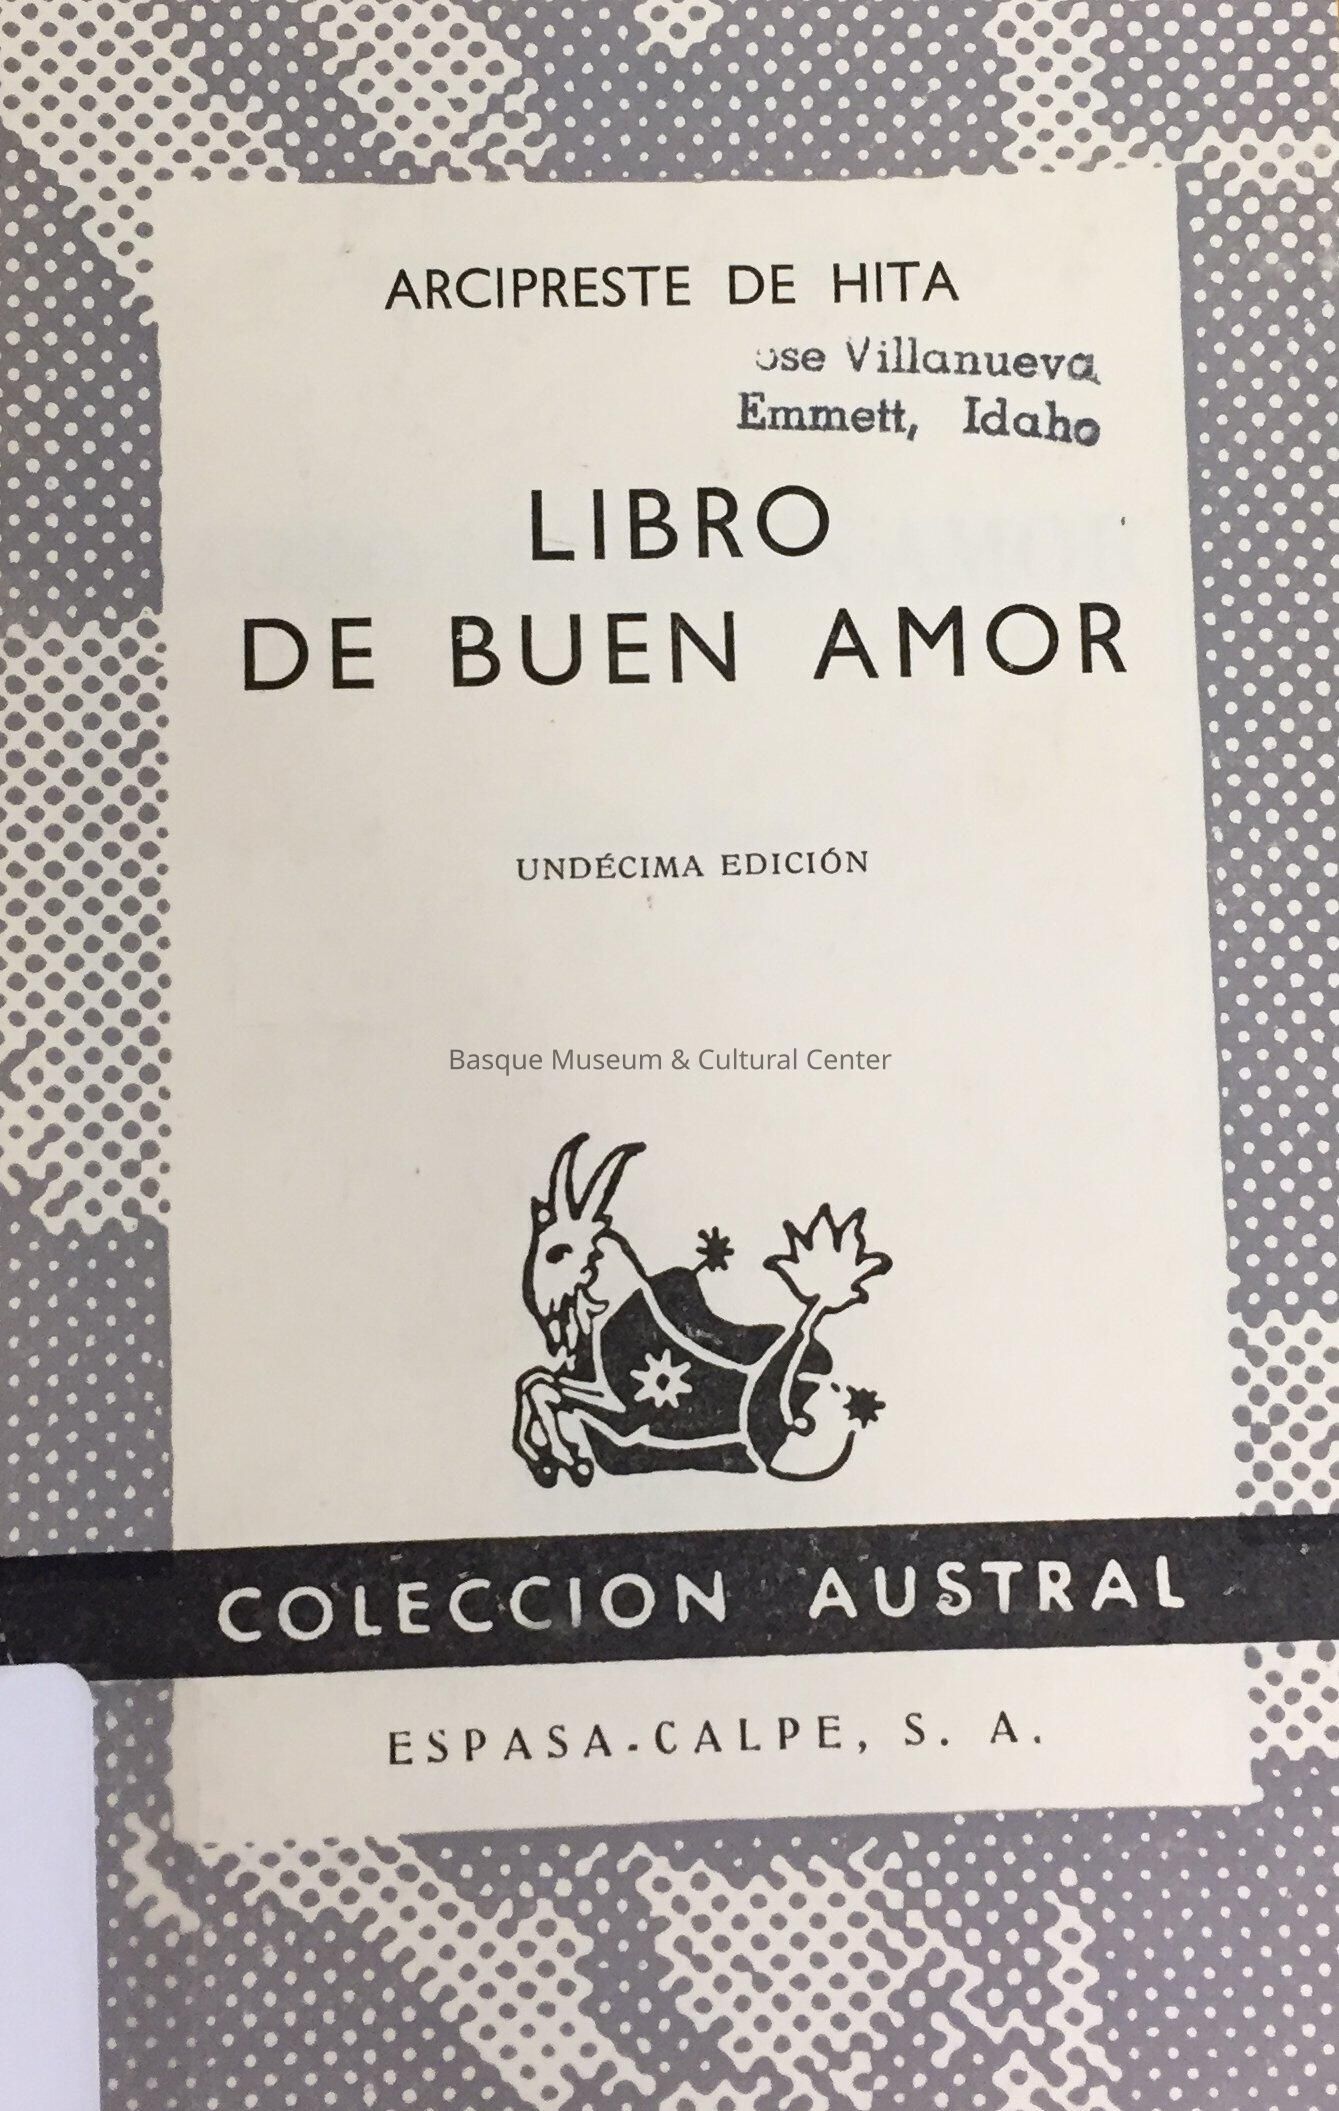 ARCIPRESTE DE HITA
ose Villanueva
Emmett, Idaho
LIBRO
DE BUEN AMOR
UNDÉCIMA EDICIÓN
Basque Museum & Cultural Center
COLECCION AUSTRAL
ESPASA-CALPE, S. A.